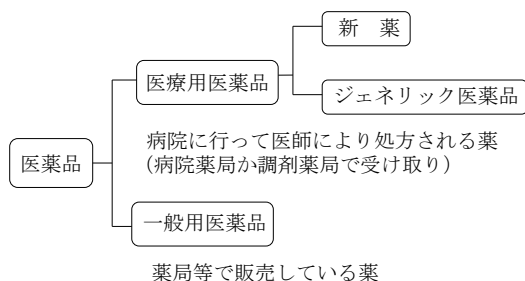 新　薬
医療用医薬品
ジェネリック医薬品
病院に行って医師により処方される薬
(病院薬局か調剤薬局で受け取り）
医薬品
一般用医薬品
薬局等で販売している薬